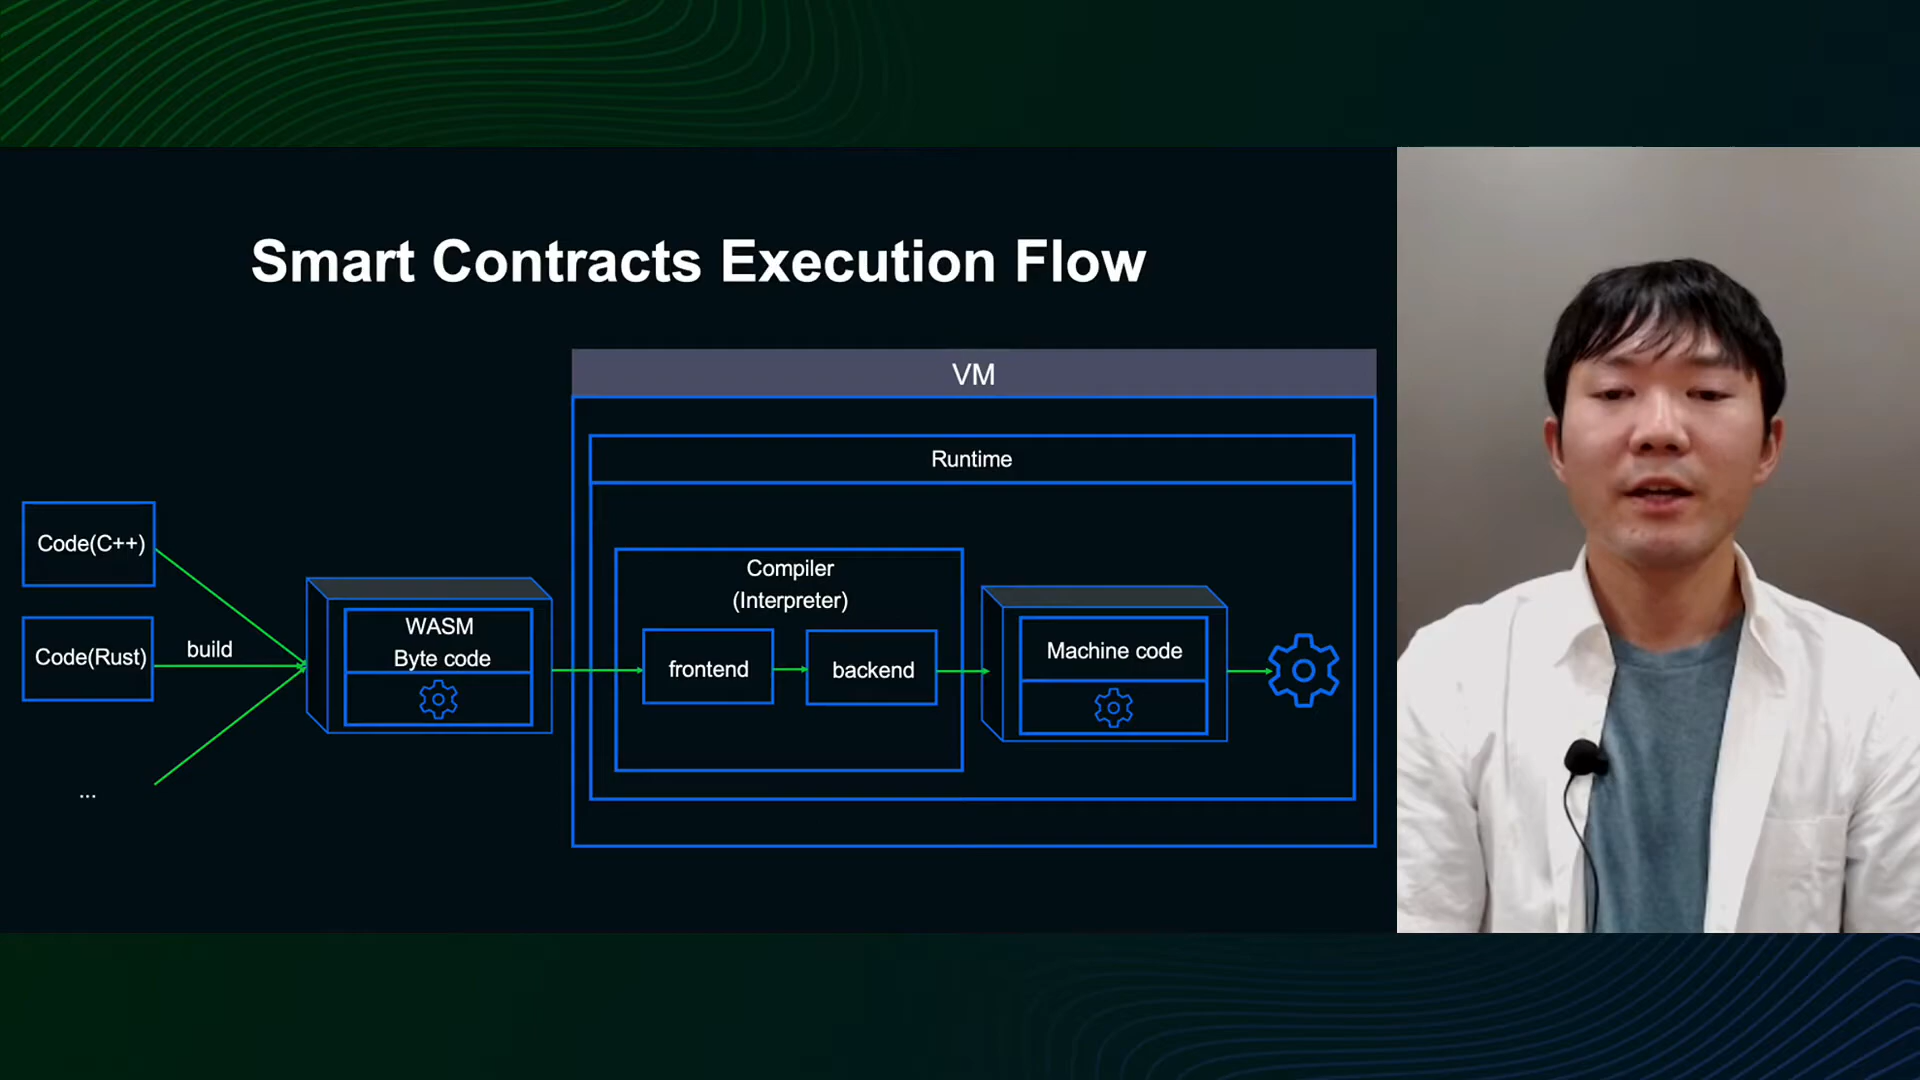 Smart Contracts Execution Flow
VM
Runtime
Code(C++)
Code(Rust)
...
build
WASM
Byte code
Compiler
(Interpreter)
frontend
backend
Machine code